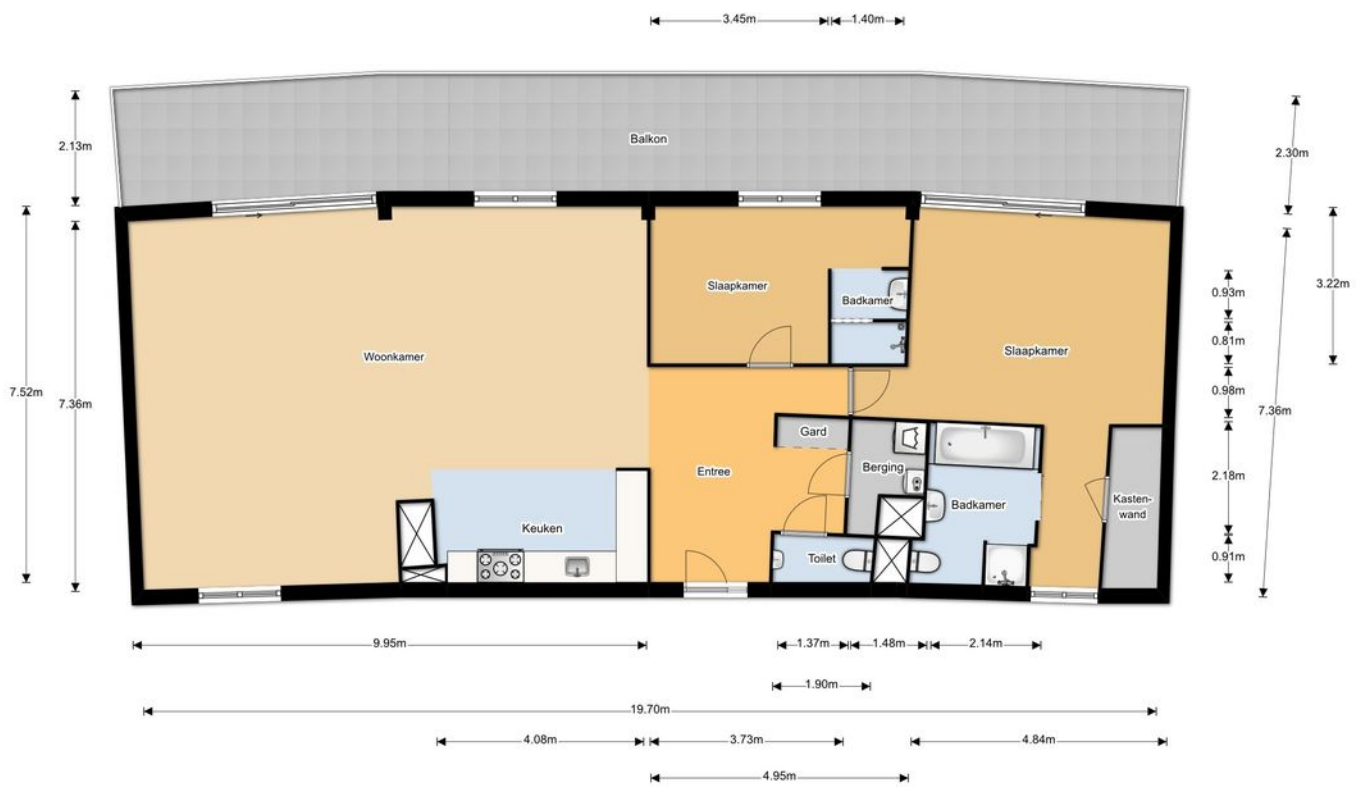 3.45m
1.40m
Balkon
2.13m
2.30m
Slaapkamer
Badkamer
Woonkamer
Slaapkamer
7.52m
7.36m
0.93m
0.81m
0.98m
2.18m
0.91m
7.36m
3.22m
Gard
Entree
Berging
Badkamer
Kasten-
wand
Keuken
Toilet
9.95m
1.37m
1.48m
2.14m
1.90m
19.70m
4.08m
3.73m
4.84m
4.95m